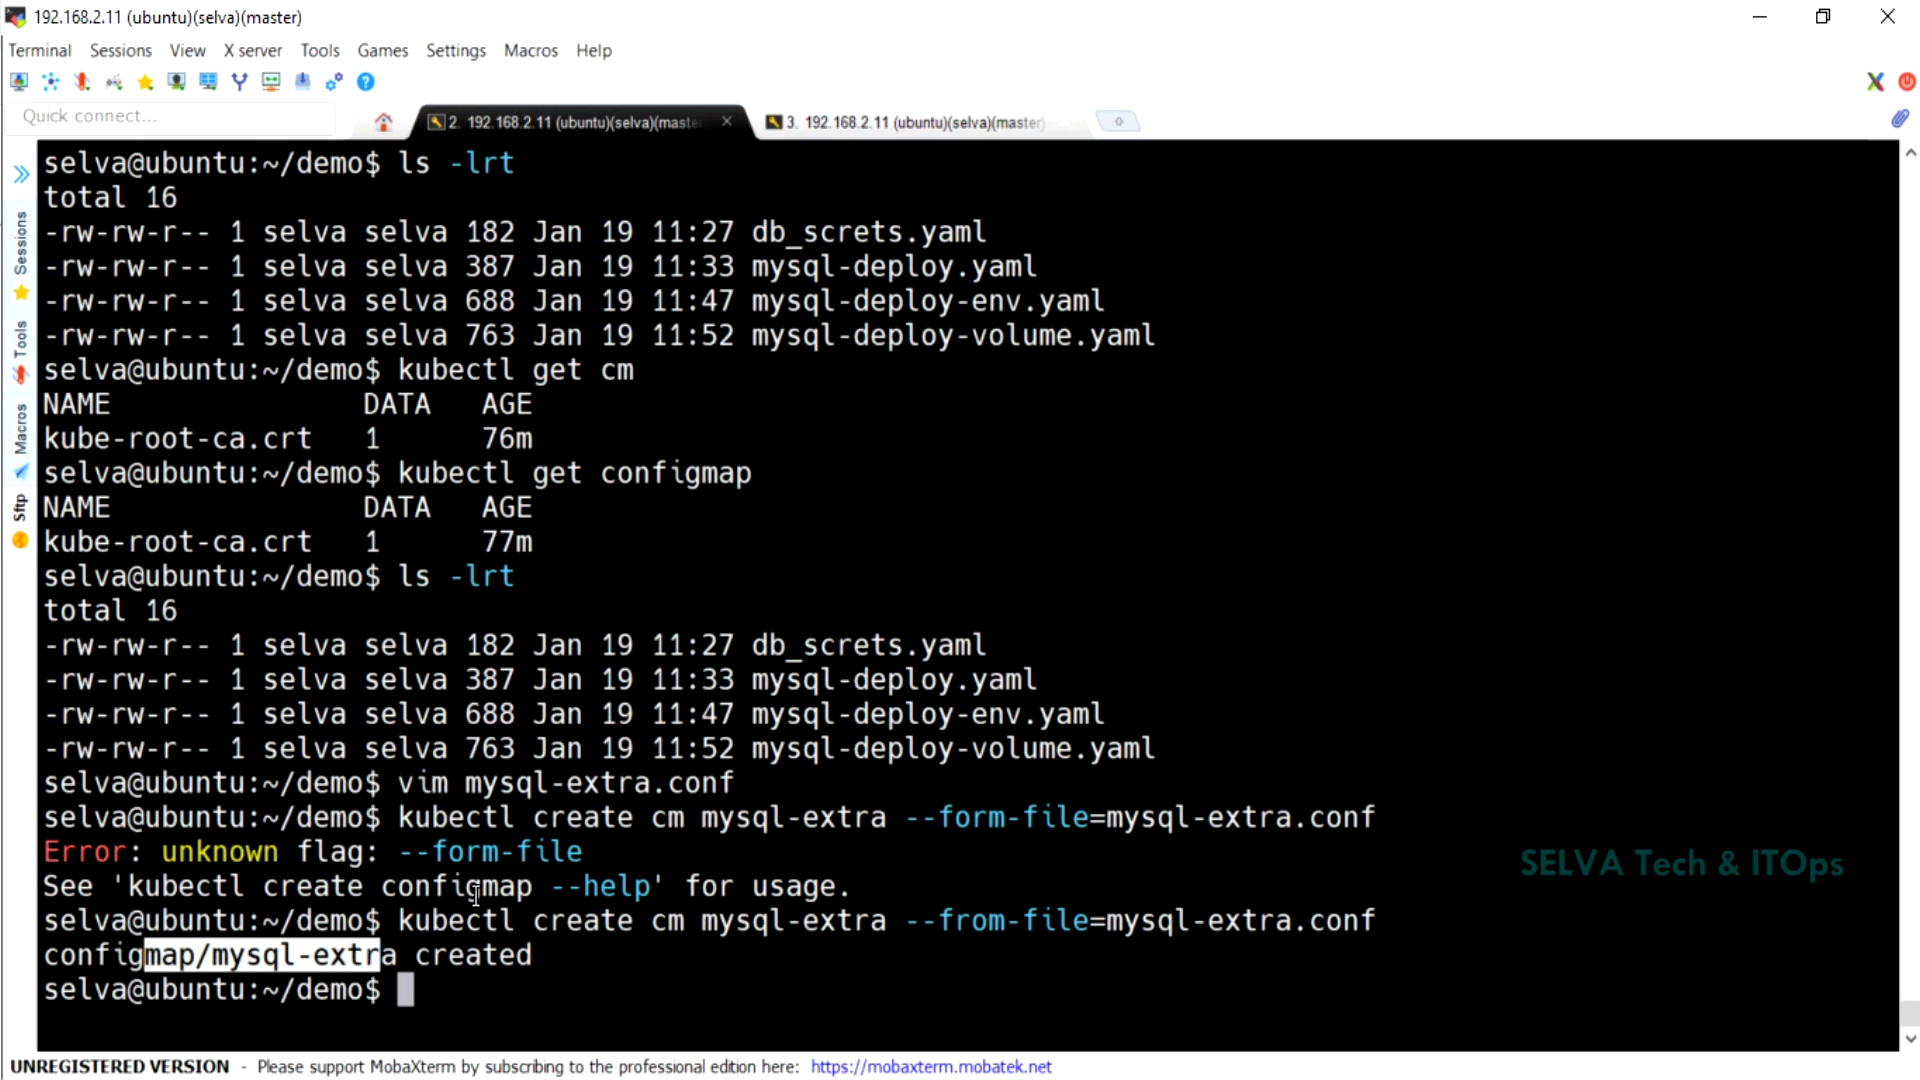 192.168.2.11 (ubuntu)(selva)(master)
Terminal Sessions View X server Tools Games Settings Macros Help
Quick connect...
2. 192.168.2.11 (ubuntu)(selva)(maste
3. 192.168.2.11 (ubuntu)(selva)(master)
Sessions
Tools
Macros
Sftp
selva@ubuntu:~/demo$ ls -lrt
total 16
-rw-rw-r-- 1 selva selva 182 Jan 19 11:27 db_screts.yaml
-rw-rw-r-- 1 selva selva 387 Jan 19 11:33 mysql-deploy.yaml
-rw-rw-r-- 1 selva selva 688 Jan 19 11:47 mysql-deploy-env.yaml
-rw-rw-r-- 1 selva selva 763 Jan 19 11:52 mysql-deploy-volume.yaml
selva@ubuntu:~/demo$ kubectl get cm
NAME DATA AGE
kube-root-ca.crt 1 76m
selva@ubuntu:~/demo$ kubectl get configmap
NAME DATA AGE
kube-root-ca.crt 1 77m
selva@ubuntu:~/demo$ ls -lrt
total 16
-rw-rw-r-- 1 selva selva 182 Jan 19 11:27 db_screts.yaml
-rw-rw-r-- 1 selva selva 387 Jan 19 11:33 mysql-deploy.yaml
-rw-rw-r-- 1 selva selva 688 Jan 19 11:47 mysql-deploy-env.yaml
-rw-rw-r-- 1 selva selva 763 Jan 19 11:52 mysql-deploy-volume.yaml
selva@ubuntu:~/demo$ vim mysql-extra.conf
selva@ubuntu:~/demo$ kubectl create cm mysql-extra --form-file=mysql-extra.conf
Error: unknown flag: --form-file
See 'kubectl create configmap --help' for usage.
selva@ubuntu:~/demo$ kubectl create cm mysql-extra --from-file=mysql-extra.conf
configmap/mysql-extra created
selva@ubuntu:~/demo$
SELVA Tech & ITOps
UNREGISTERED VERSION - Please support MobaXterm by subscribing to the professional edition here: https://mobaxterm.mobatek.net